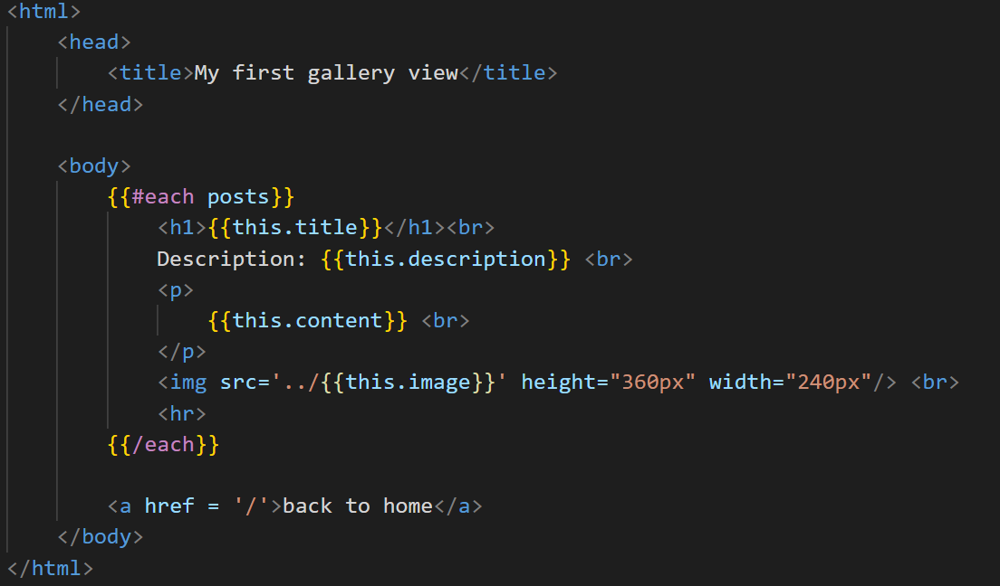 <html>
<head>
<title>My first gallery view</title>
</head>
<body>
{{#each posts}}
<h1>{{this.title}}</h1><br>
Description: {{this.description}} <br>
<p>
{{this.content}} <br>
</p>
<img src='../{{this.image}}' height="360px" width="240px"/> <br>
<hr>
{{/each}}
<a href = '/'>back to home</a>
</body>
</html>